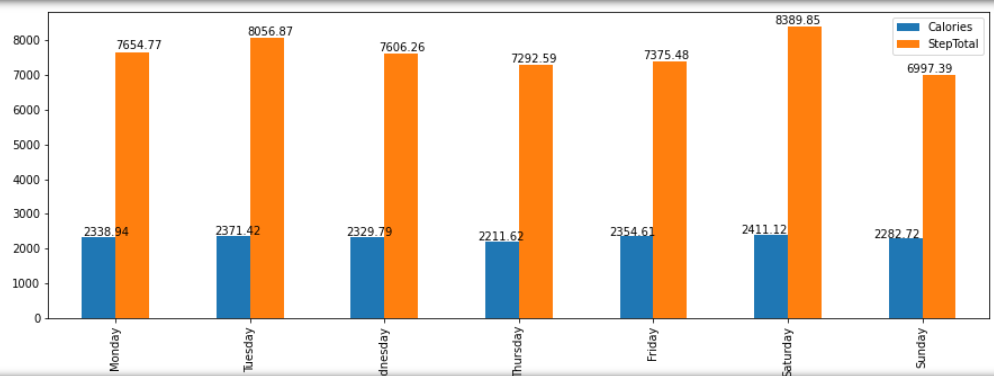 8389.85
8056.87
7654.77
7606.26
7375.48
7292.59
6997.39
Calories
StepTotal
8000
7000
6000
5000
4000
3000
2000
1000
0
2338.94
2371.42
2329.79
2211.62
2354.61
2411.12
2282.72
Monday
Tuesday
dnesday
Thursday
Friday
Saturday
Sunday